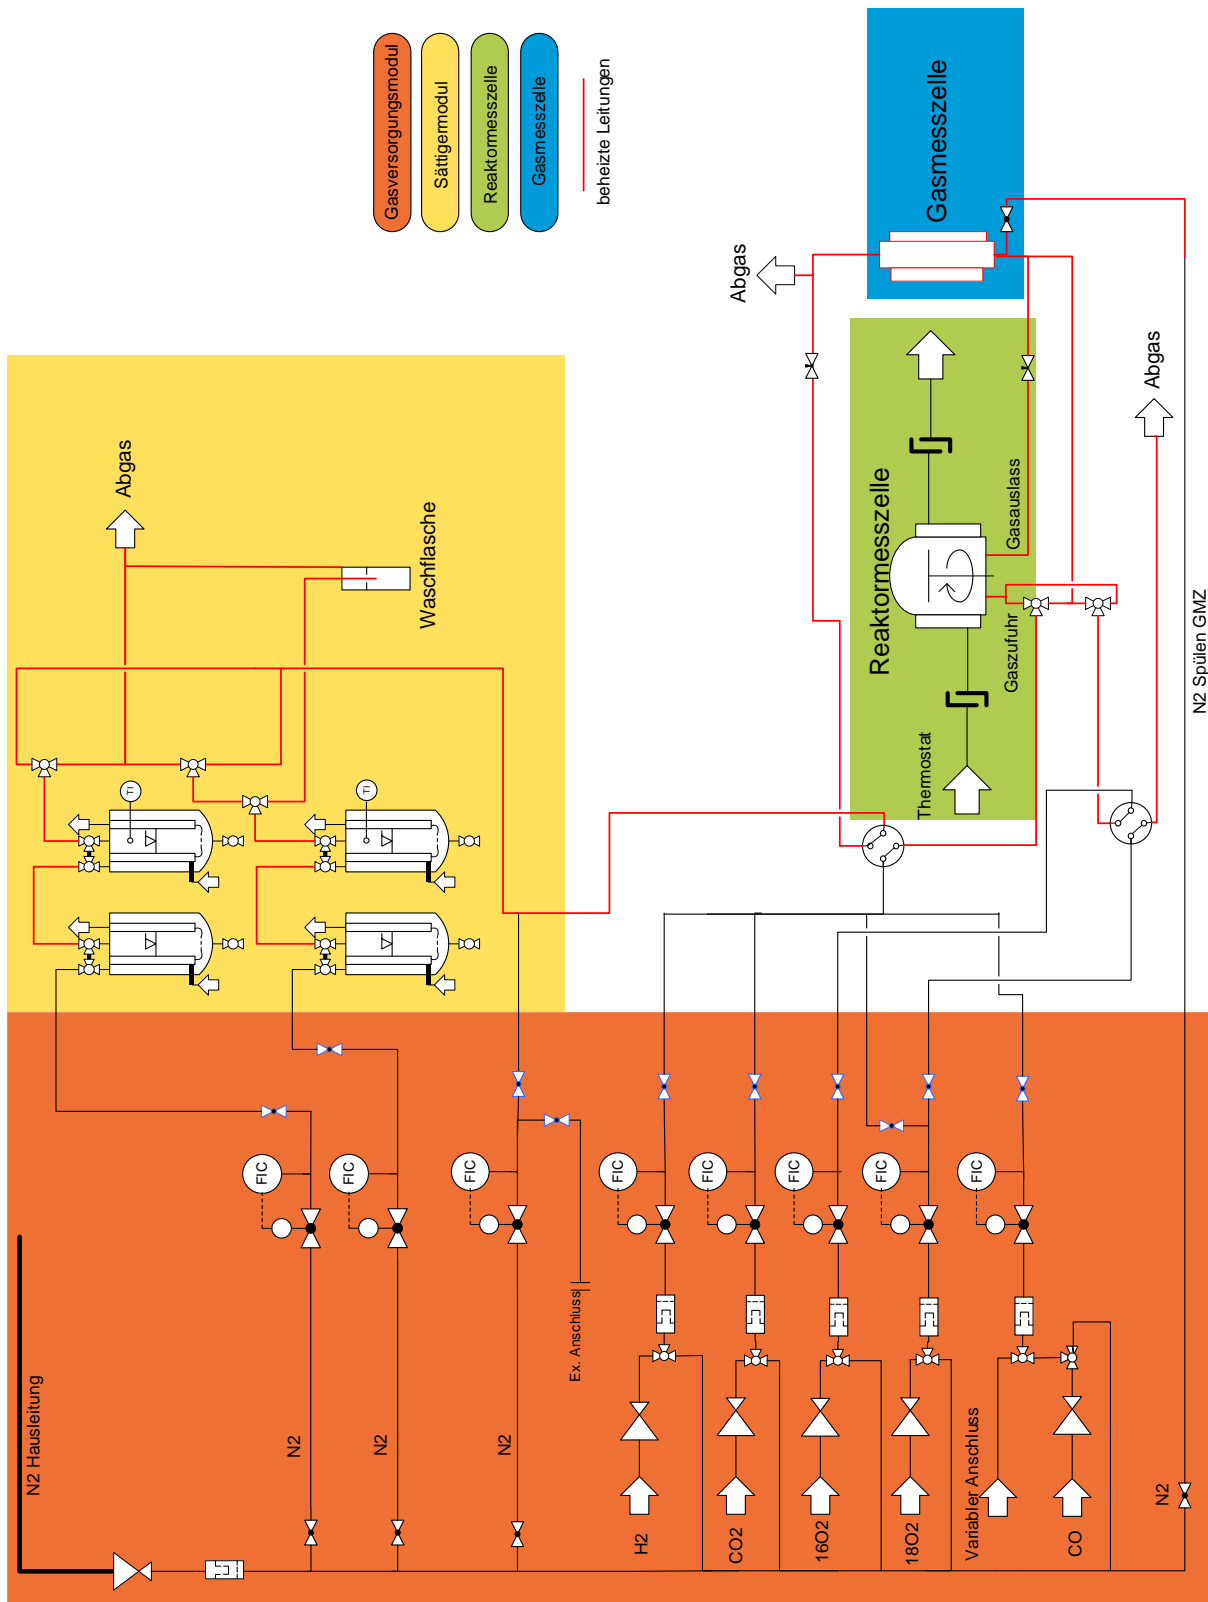 Gasversorgungsmodul
Sättigermodul
Reaktormesszelle
Gasmesszelle
beheizte Leitungen
Gasmesszelle
Abgas
Abgas
Abgas
Waschflasche
Reaktormesszelle
Gasauslass
Gaszufuhr
Thermostat
N2 Spülen GMZ
TI
TI
FIC
FIC
FIC
FIC
FIC
FIC
FIC
FIC
Ex. Anschluss
N2 Hausleitung
N2
N2
N2
H2
CO2
16O2
18O2
Variabler Anschluss
CO
N2